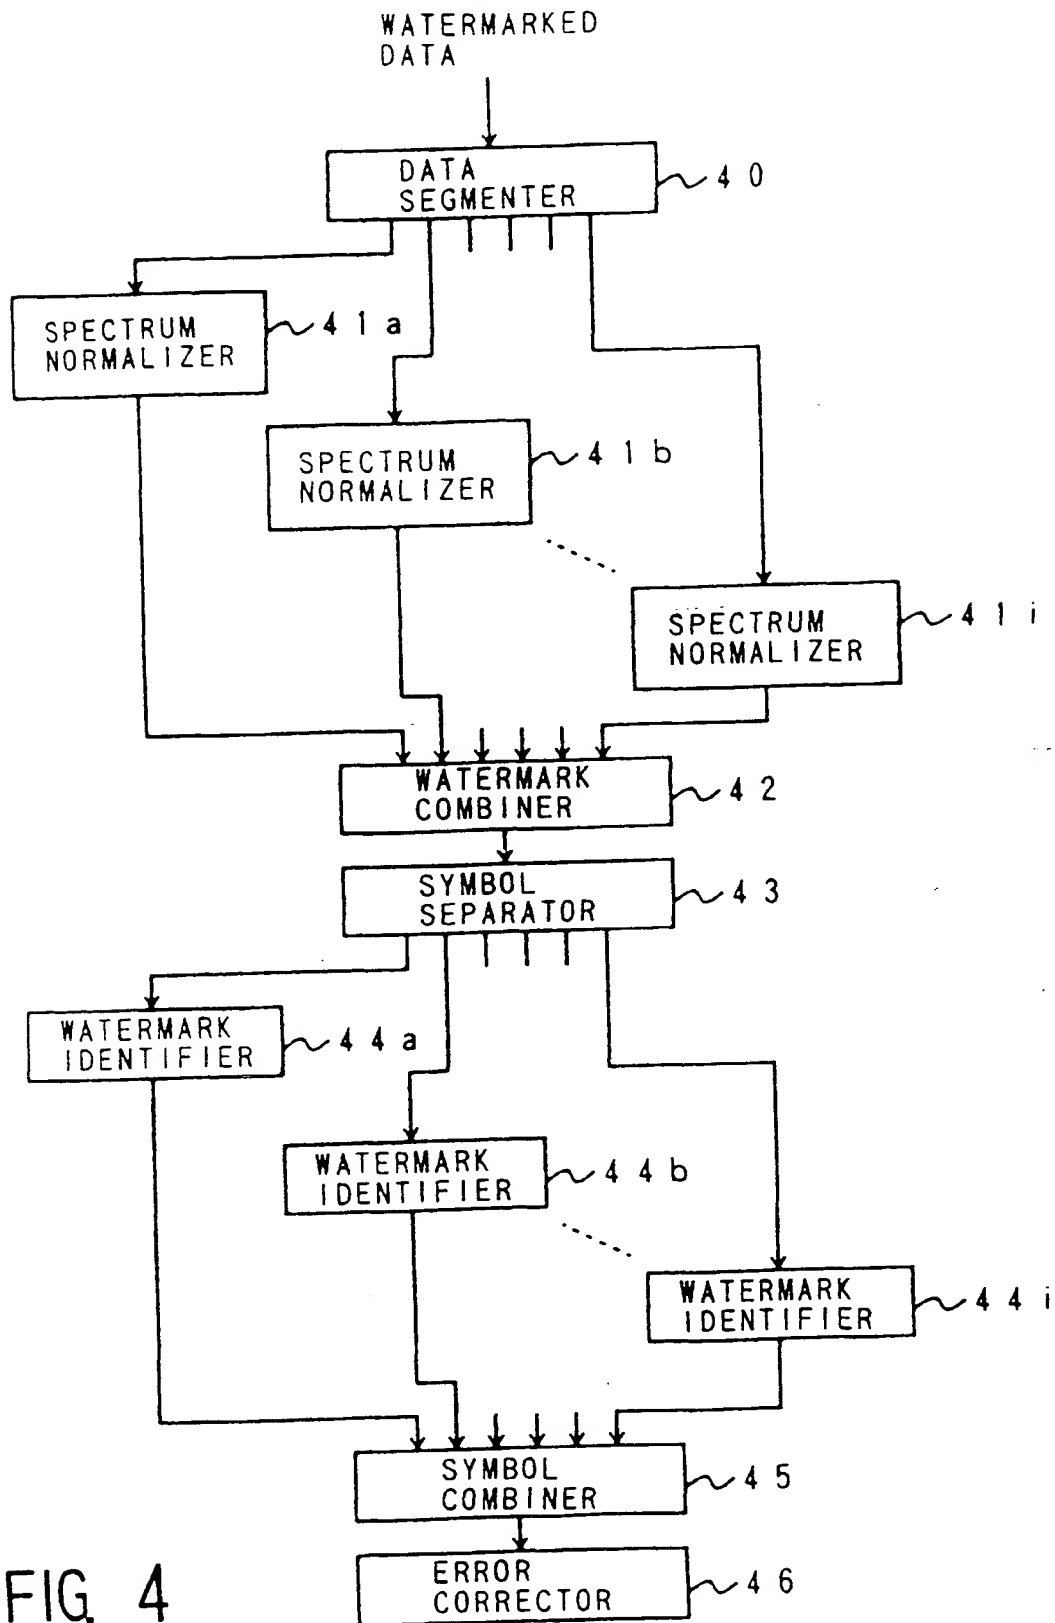 WATERMARKED
DATA
DATA
SEGMENTER
40
SPECTRUM
NORMALIZER
41a
SPECTRUM
NORMALIZER
41b
SPECTRUM
NORMALIZER
41i
WATERMARK
COMBINER
42
SYMBOL
SEPARATOR
43
WATERMARK
IDENTIFIER
44a
WATERMARK
IDENTIFIER
44b
WATERMARK
IDENTIFIER
44i
SYMBOL
COMBINER
45
ERROR
CORRECTOR
46
FIG. 4